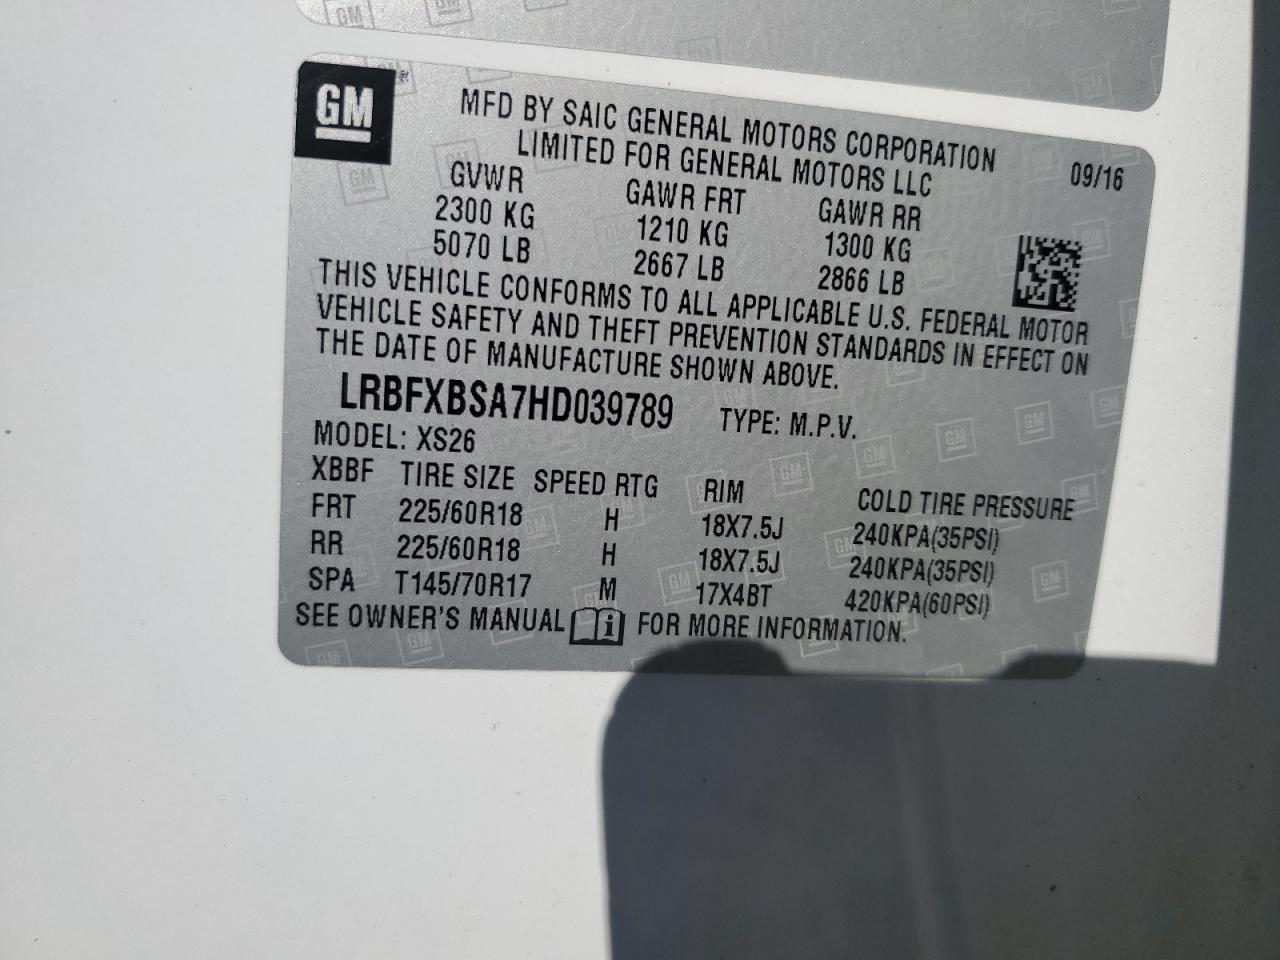 GM
MFD BY SAIC GENERAL MOTORS CORPORATION
LIMITED FOR GENERAL MOTORS LLC
09/16
GVWR GAWR FRT GAWR RR
2300 KG 1210 KG 1300 KG
5070 LB 2667 LB 2866 LB
THIS VEHICLE CONFORMS TO ALL APPLICABLE U.S. FEDERAL MOTOR
VEHICLE SAFETY AND THEFT PREVENTION STANDARDS IN EFFECT ON
THE DATE OF MANUFACTURE SHOWN ABOVE.
LRBFXBSA7HD039789 TYPE: M.P.V.
MODEL: XS26
XBBF TIRE SIZE SPEED RTG RIM COLD TIRE PRESSURE
FRT 225/60R18 H 18X7.5J 240KPA(35PSI)
RR 225/60R18 H 18X7.5J 240KPA(35PSI)
SPA T145/70R17 M 17X4BT 420KPA(60PSI)
SEE OWNER'S MANUAL i FOR MORE INFORMATION.